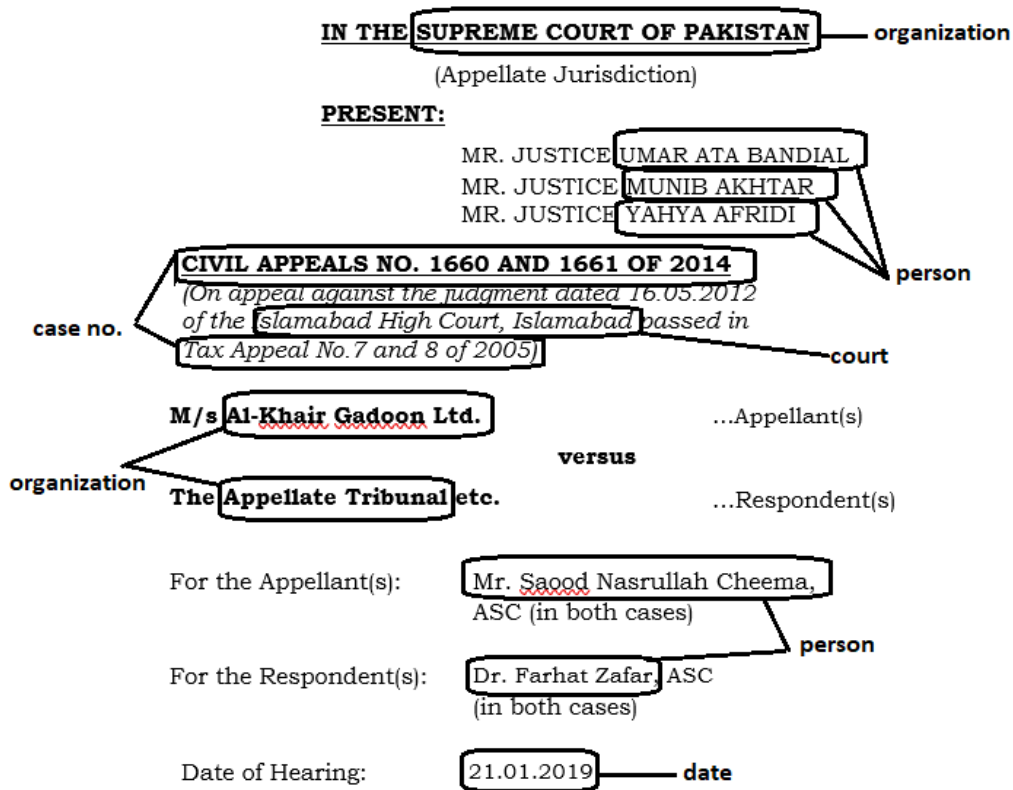 IN THE SUPREME COURT OF PAKISTAN organization
(Appellate Jurisdiction)
PRESENT:
MR. JUSTICE UMAR ATA BANDIAL
MR. JUSTICE MUNIB AKHTAR
MR. JUSTICE YAHYA AFRIDI
person
CIVIL APPEALS NO. 1660 AND 1661 OF 2014
(On appeal against the judgment dated 16.05.2012
case no.
of the Islamabad High Court, Islamabad passed in
Tax Appeal No.7 and 8 of 2005)
court
M/s Al-Khair Gadoon Ltd. ...Appellant(s)
versus
organization
The Appellate Tribunal etc. ...Respondent(s)
For the Appellant(s): Mr. Saood Nasrullah Cheema,
ASC (in both cases)
person
For the Respondent(s): Dr. Farhat Zafar, ASC
(in both cases)
Date of Hearing: 21.01.2019 date